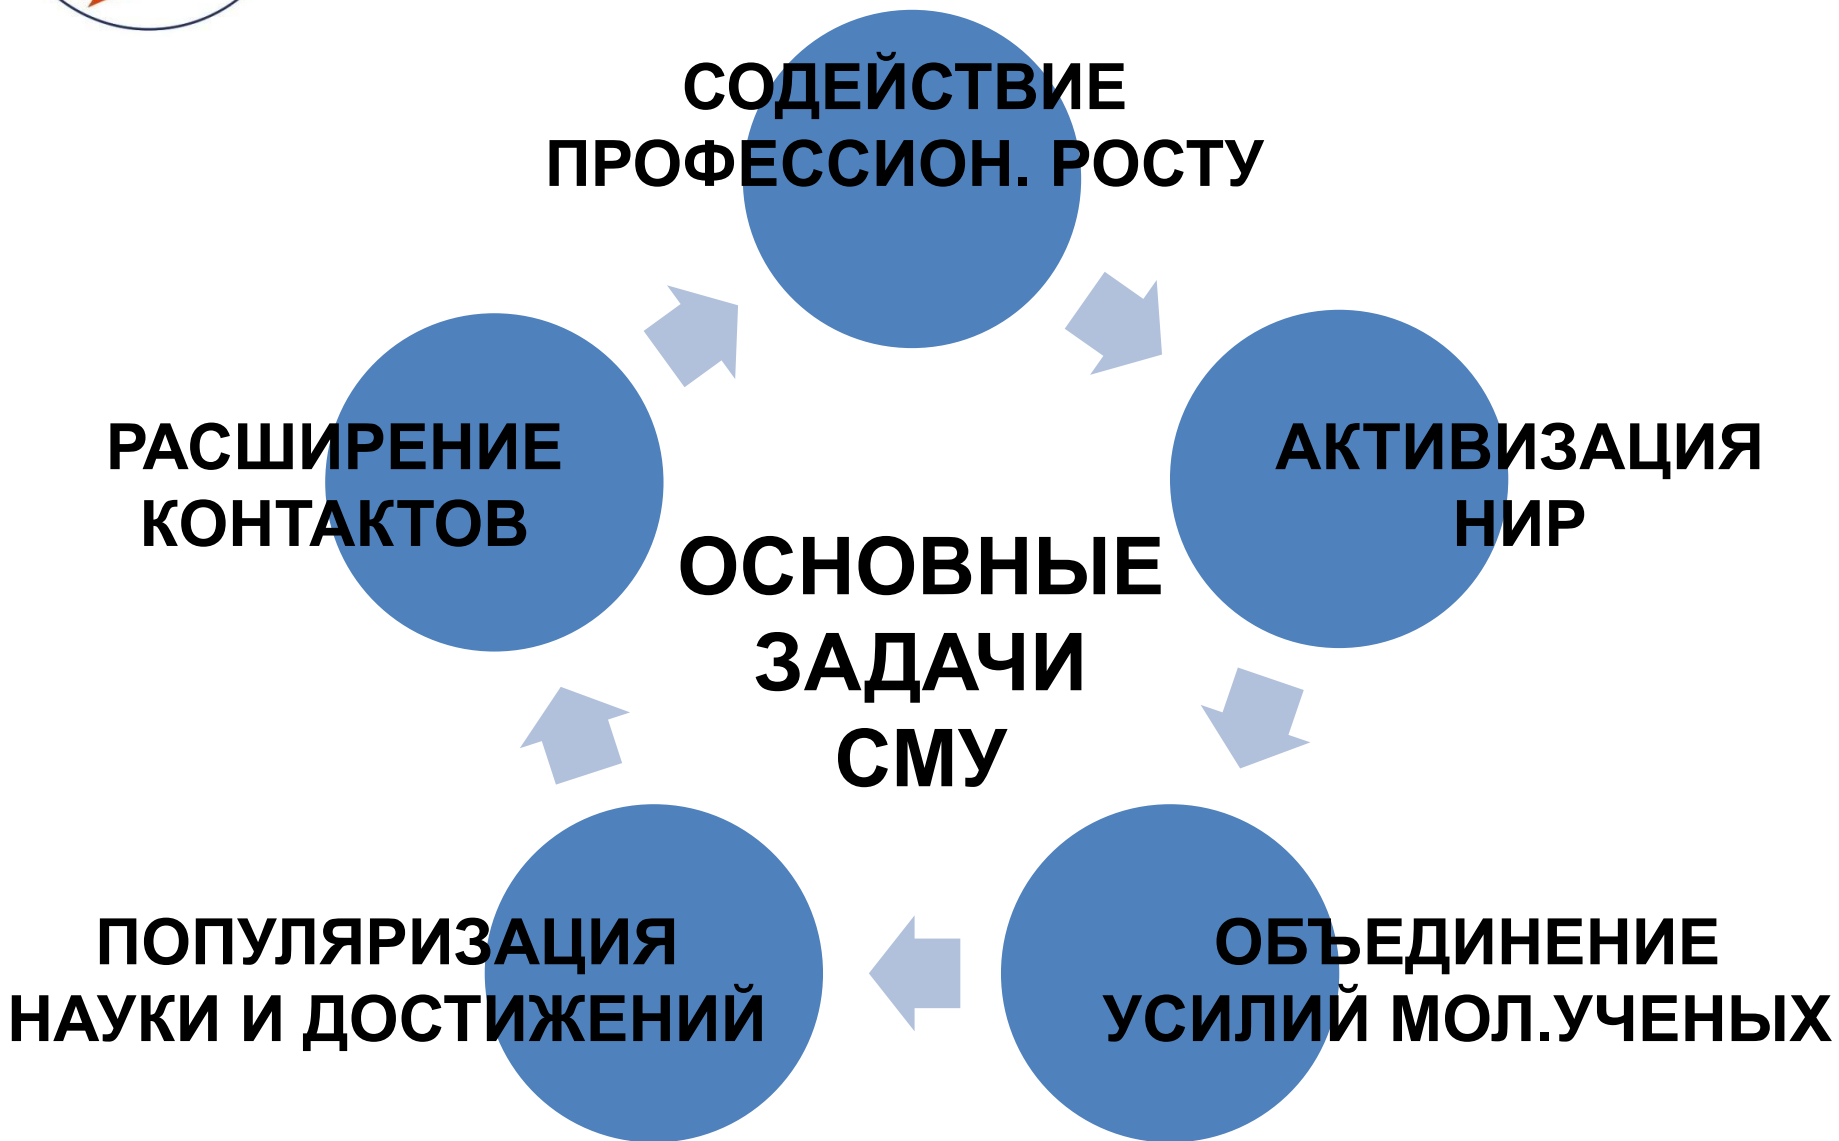 СОДЕЙСТВИЕ
ПРОФЕССИОН. РОСТУ
РАСШИРЕНИЕ
КОНТАКТОВ
АКТИВИЗАЦИЯ
НИР
ОСНОВНЫЕ
ЗАДАЧИ
СМУ
ПОПУЛЯРИЗАЦИЯ
НАУКИ И ДОСТИЖЕНИЙ
ОБЪЕДИНЕНИЕ
УСИЛИЙ МОЛ.УЧЕНЫХ